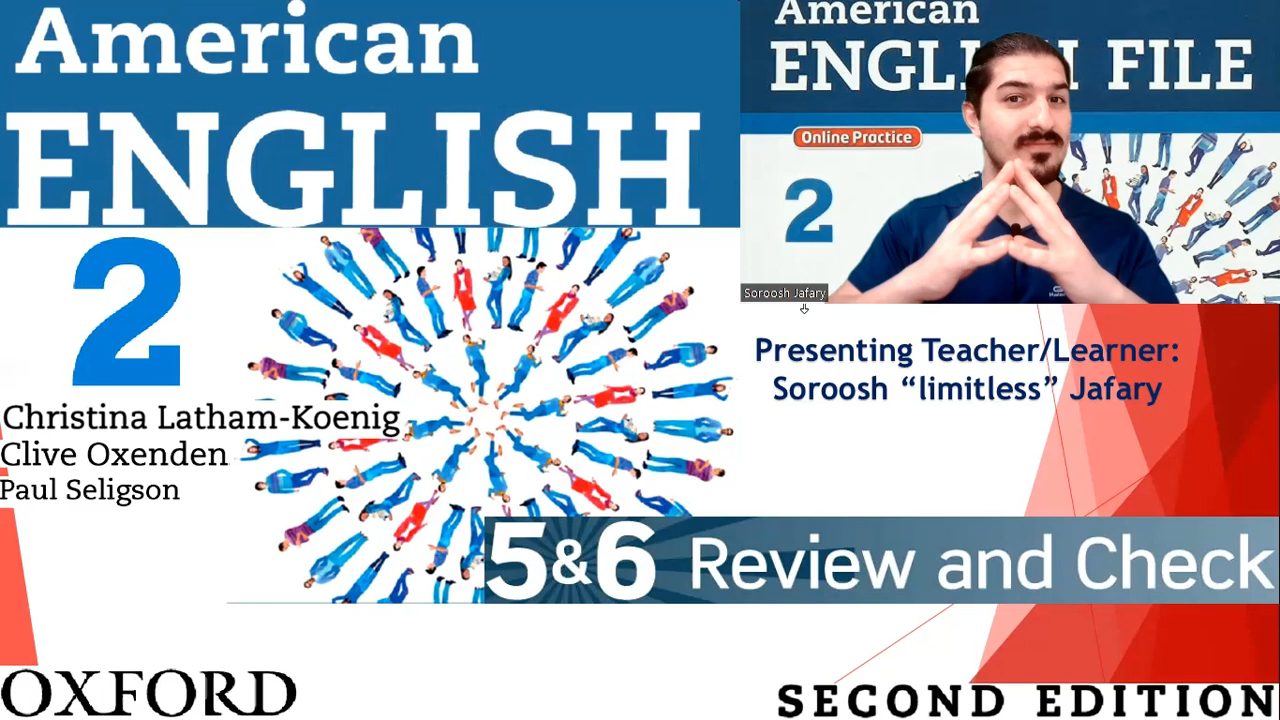 American
ENGLISH
2
Christina Latham-Koenig
Clive Oxenden
Paul Seligson
American
ENGLISH FILE
Online Practice
2
Soroosh Jafary
Presenting Teacher/Learner:
Soroosh “limitless” Jafary
5&6 Review and Check
OXFORD
SECOND EDITION